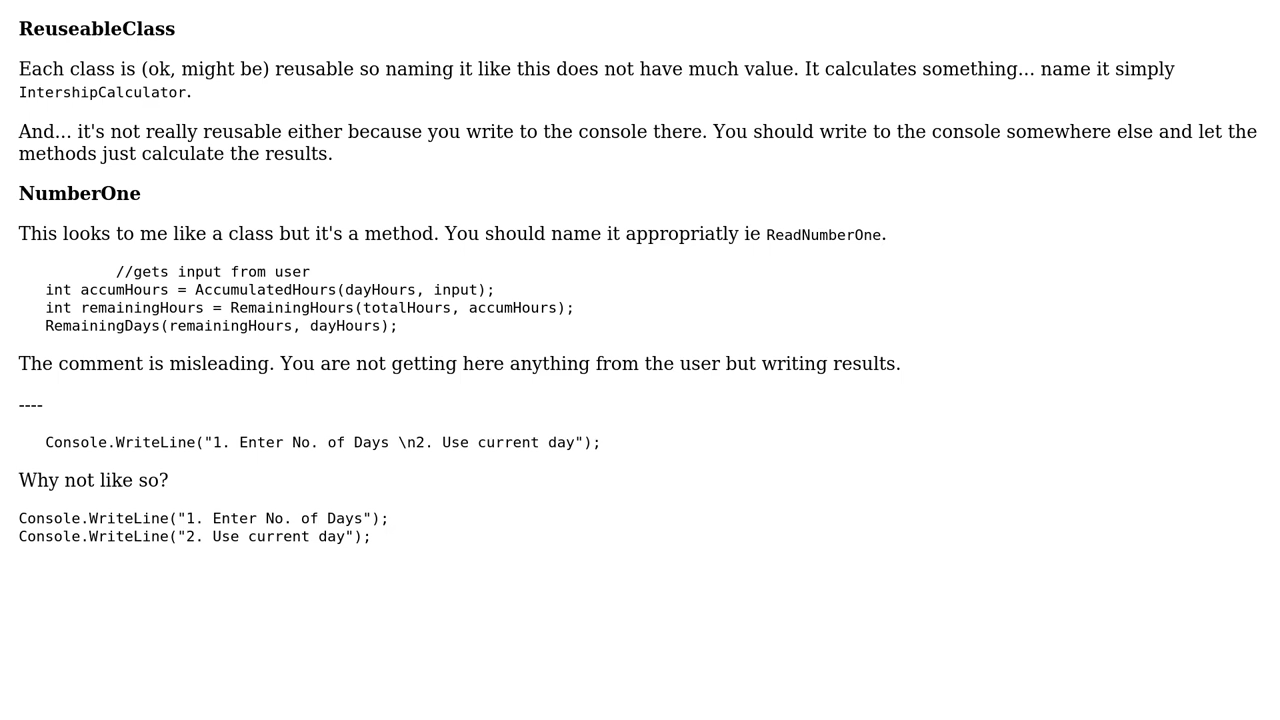 ReuseableClass
Each class is (ok, might be) reusable so naming it like this does not have much value. It calculates something... name it simply
IntershipCalculator.
And... it's not really reusable either because you write to the console there. You should write to the console somewhere else and let the
methods just calculate the results.
NumberOne
This looks to me like a class but it's a method. You should name it appropriatly ie ReadNumberOne.
//gets input from user
int accumHours = AccumulatedHours(dayHours, input);
int remainingHours = RemainingHours(totalHours, accumHours);
RemainingDays(remainingHours, dayHours);
The comment is misleading. You are not getting here anything from the user but writing results.
----
Console.WriteLine("1. Enter No. of Days \n2. Use current day");
Why not like so?
Console.WriteLine("1. Enter No. of Days");
Console.WriteLine("2. Use current day");